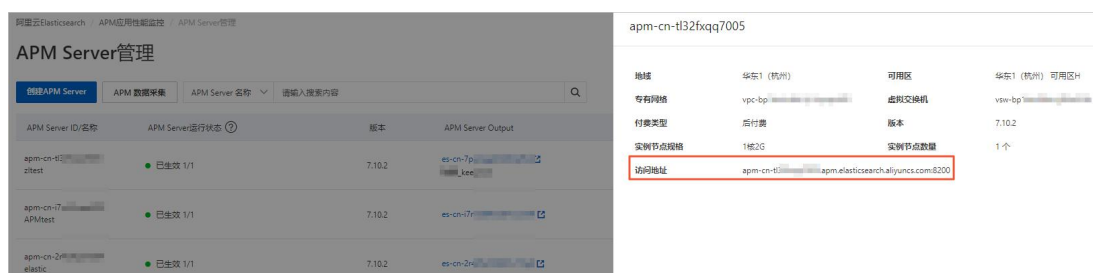 阿里云Elasticsearch / APM应用性能监控 / APM Server管理
APM Server管理
创建APM Server APM 数据采集 APM Server 名称 请输入搜索内容
APM Server ID/名称 APM Server运行状态 版本 APM Server Output
apm-cn-tl
zltest
已生效 1/1 7.10.2 es-cn-7p
_kee
apm-cn-i7
APMtest
已生效 1/1 7.10.2 es-cn-i7r
apm-cn-2r
elastic
已生效 1/1 7.10.2 es-cn-2r
apm-cn-tl32fxqq7005
地域 华东1（杭州） 可用区 华东1（杭州） 可用区H
专有网络 vpc-bp 虚拟交换机 vsw-bp
付费类型 后付费 版本 7.10.2
实例节点规格 1核2G 实例节点数量 1 个
访问地址 apm-cn-tl apm.elasticsearch.aliyuncs.com:8200